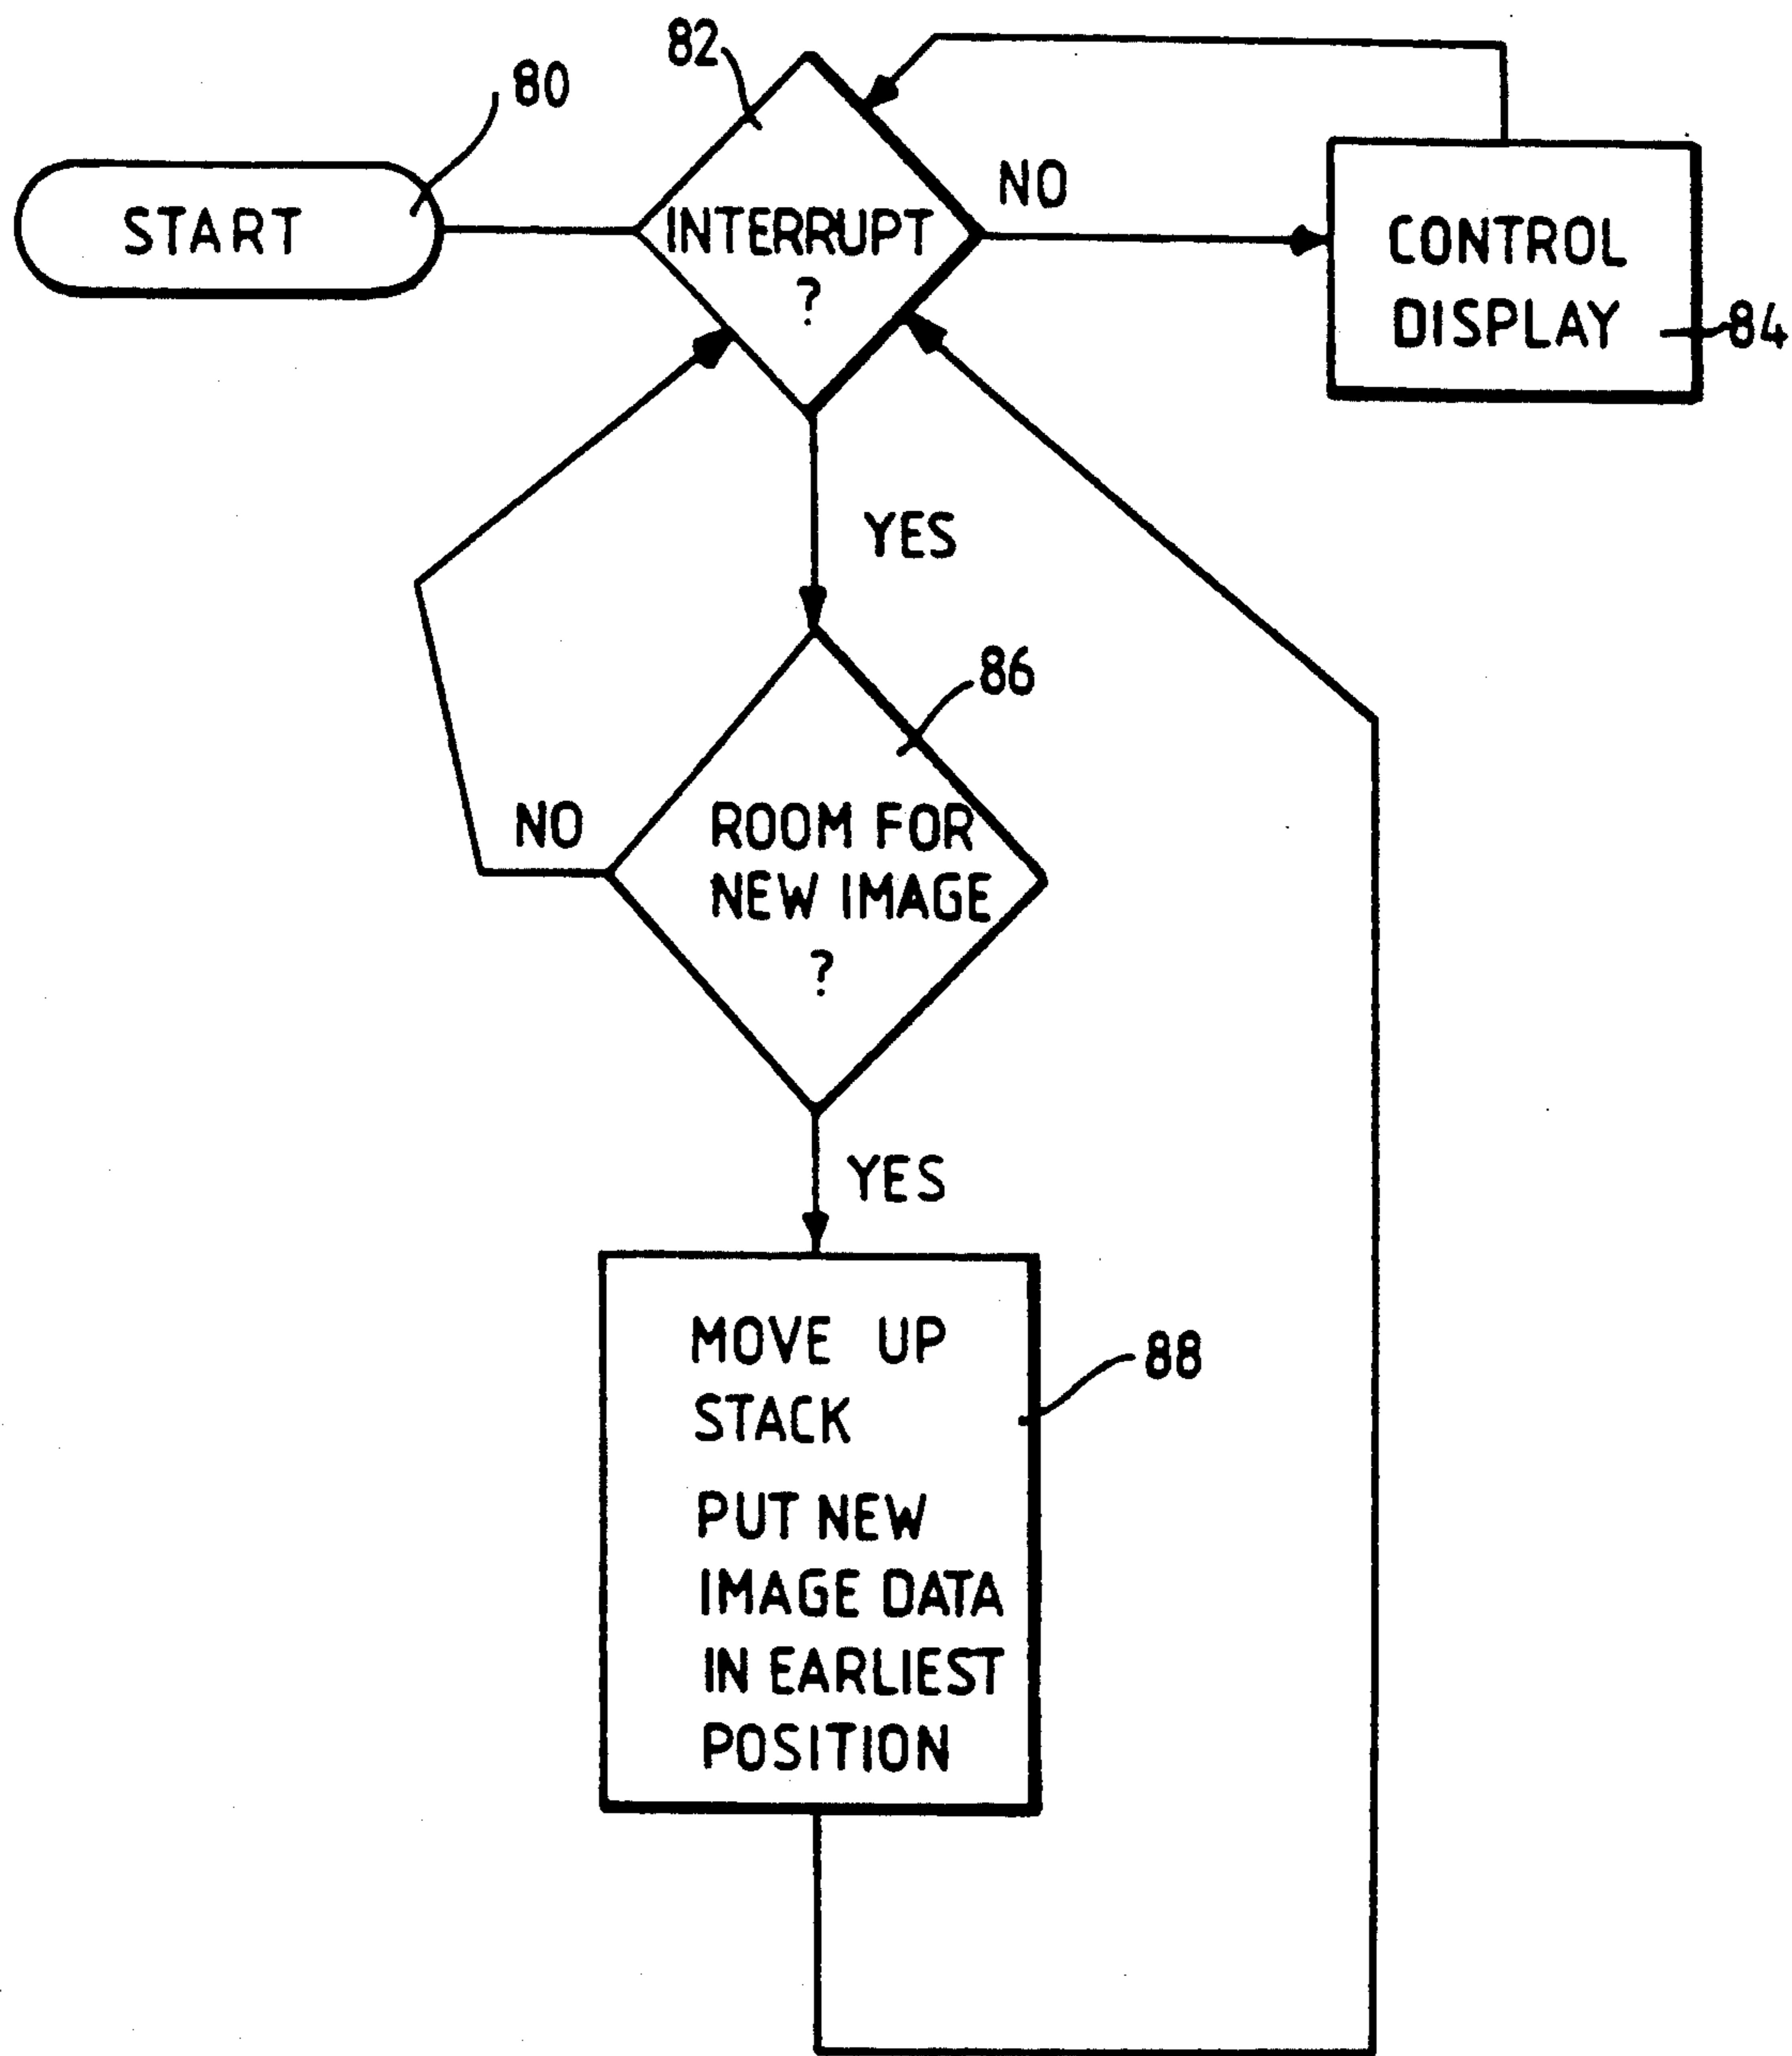 82
80
START
INTERRUPT
?
NO
CONTROL
DISPLAY
84
YES
86
NO
ROOM FOR
NEW IMAGE
?
YES
MOVE UP
STACK
PUT NEW
IMAGE DATA
IN EARLIEST
POSITION
88